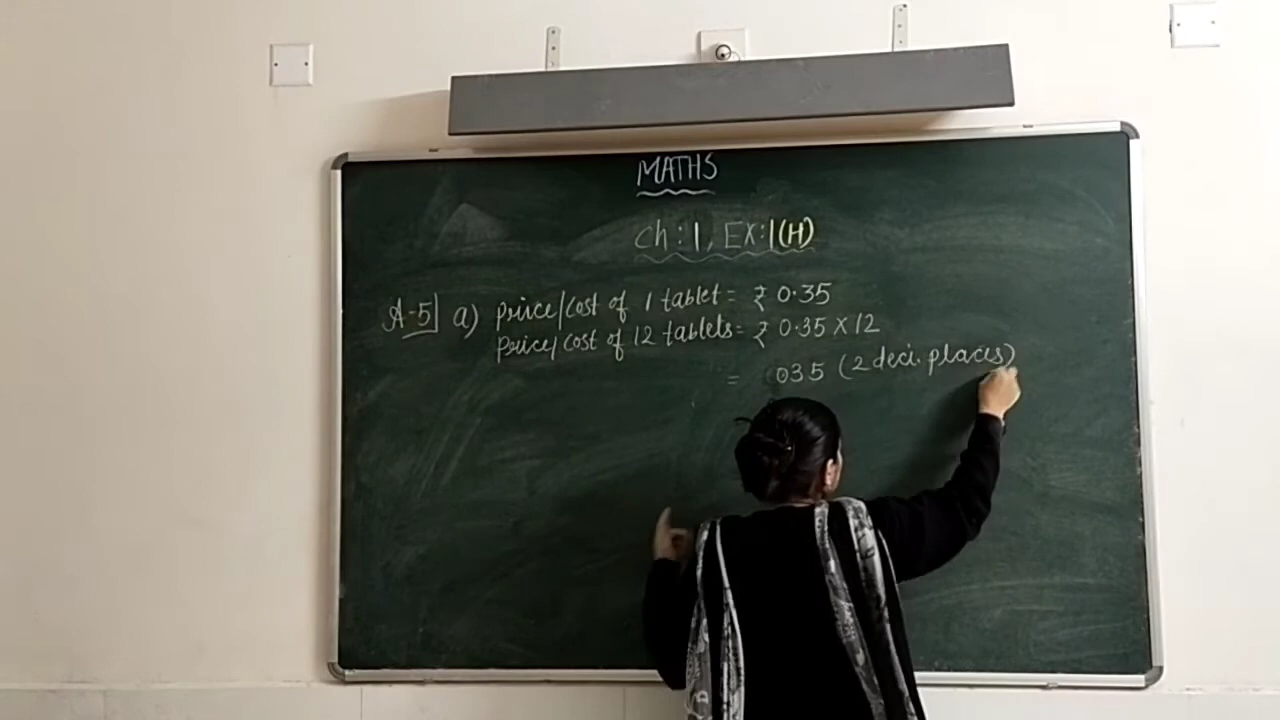 MATHS
Ch:1, Ex:1(H)
A-5] a) Price/Cost of 1 tablet = ₹ 0.35
Price/Cost of 12 tablets = ₹ 0.35 X 12
= 035 (2 deci. places)